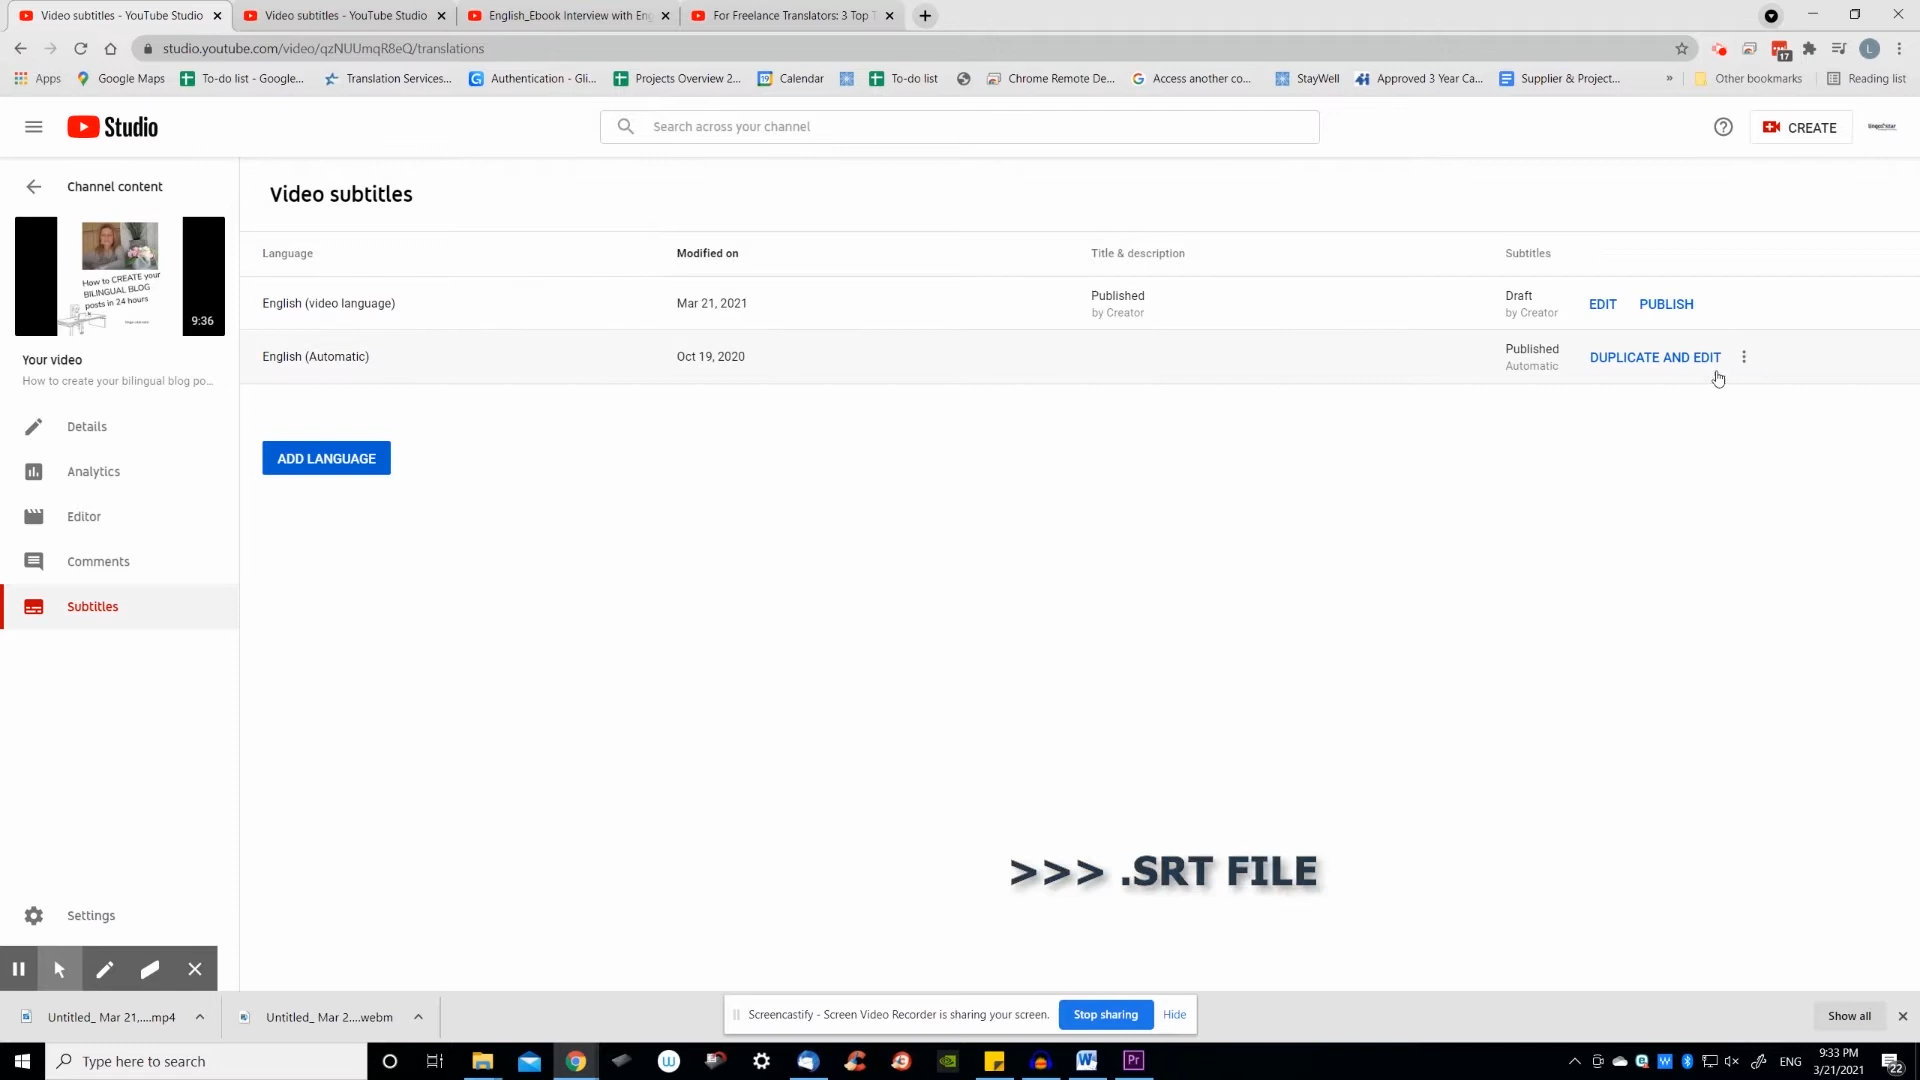 Video subtitles - YouTube Studio
Video subtitles - YouTube Studio
English_Ebook Interview with Eng
For Freelance Translators: 3 Top T
studio.youtube.com/video/qzNUUmqR8eQ/translations
17
L
Apps
Google Maps
To-do list - Google...
Translation Services...
Authentication - Gli...
Projects Overview 2...
Calendar
To-do list
Chrome Remote De...
Access another co...
StayWell
Approved 3 Year Ca...
Supplier & Project...
»
Other bookmarks
Reading list
Studio
Search across your channel
CREATE
Channel content
How to CREATE your
BILINGUAL BLOG
posts in 24 hours
9:36
Your video
How to create your bilingual blog po...
Details
Analytics
Editor
Comments
Subtitles
Settings
Video subtitles
Language
Modified on
Title & description
Subtitles
English (video language)
Mar 21, 2021
Published
by Creator
Draft
by Creator
EDIT
PUBLISH
English (Automatic)
Oct 19, 2020
Published
Automatic
DUPLICATE AND EDIT
ADD LANGUAGE
>>> .SRT FILE
Untitled_ Mar 21,....mp4
Untitled_ Mar 2....webm
Screencastify - Screen Video Recorder is sharing your screen.
Stop sharing
Hide
Show all
Type here to search
ENG
9:33 PM
3/21/2021
22